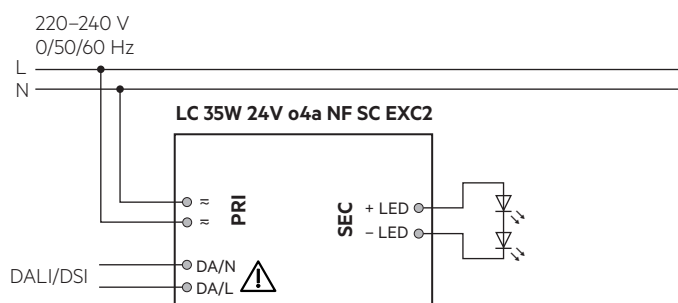 220–240 V
0/50/60 Hz
L
N
LC 35W 24V o4a NF SC EXC2
≂
≂
PRI
SEC
+ LED
– LED
DALI/DSI
DA/N
DA/L